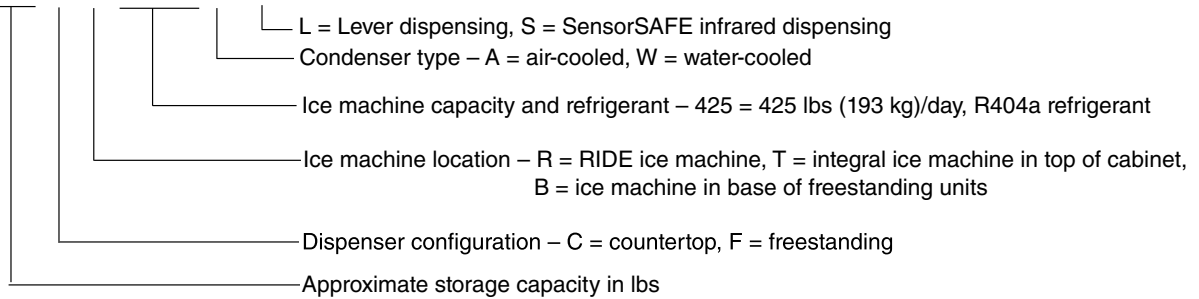 L = Lever dispensing, S = SensorSAFE infrared dispensing
Condenser type – A = air-cooled, W = water-cooled
Ice machine capacity and refrigerant – 425 = 425 lbs (193 kg)/day, R404a refrigerant
Ice machine location – R = RIDE ice machine, T = integral ice machine in top of cabinet,
B = ice machine in base of freestanding units
Dispenser configuration – C = countertop, F = freestanding
Approximate storage capacity in lbs